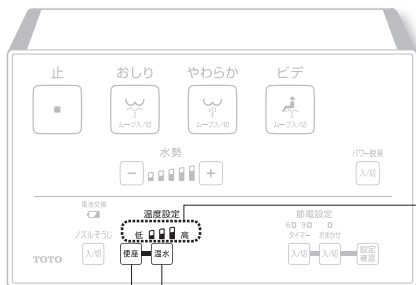 止 おしり やわらか ビデ
ムーブ入/切 ムーブ入/切 ムーブ入/切
水勢
− +
パワー脱臭
入/切
電池交換
温度設定
節電設定
6 9
ノズルそうじ
低 高
タイマー おまかせ
TOTO
入/切 便座 温水 入/切 入/切 設定確認